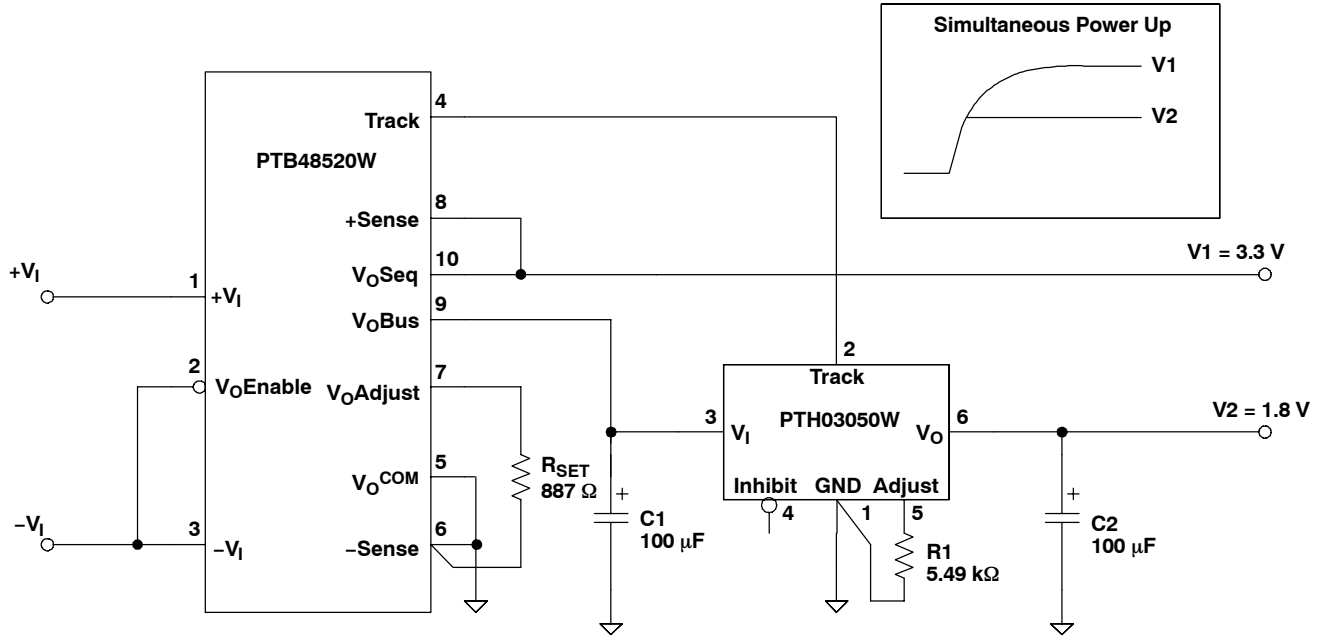 Simultaneous Power Up
V1
V2
4
Track
PTB48520W
8
+Sense
10
VOSeq
V1 = 3.3 V
+VI
1
+VI
9
VOBus
2
VOEnable
7
VOAdjust
2
Track
PTH03050W
3
VI
6
VO
V2 = 1.8 V
5
VOCOM
RSET
887 Ω
Inhibit
GND
Adjust
4
1
5
+
C1
100 μF
+
C2
100 μF
−VI
3
−VI
6
−Sense
R1
5.49 kΩ